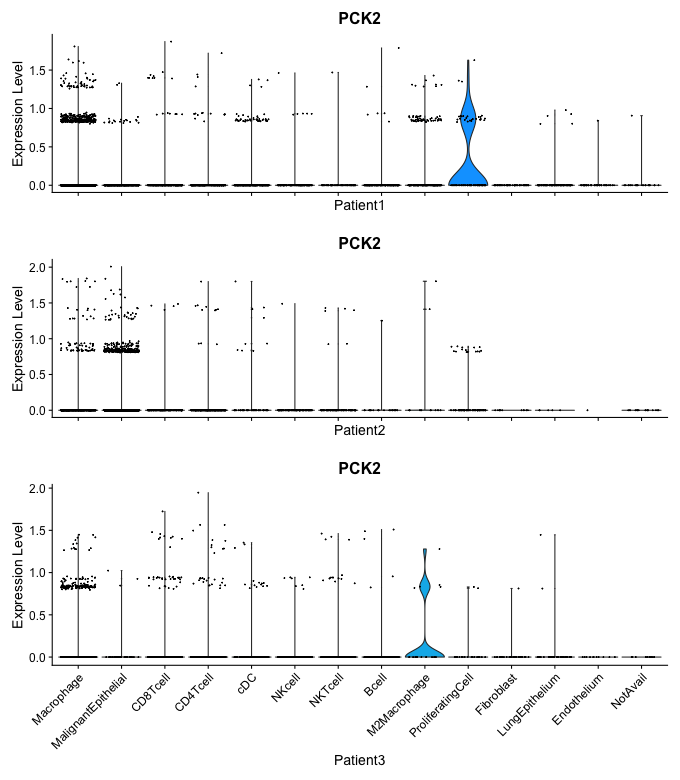 PCK2
Expression Level
1.5
1.0
0.5
0.0
Patient1
PCK2
Expression Level
2.0
1.5
1.0
0.5
0.0
Patient2
PCK2
Expression Level
2.0
1.5
1.0
0.5
0.0
Macrophage
MalignantEpithelial
CD8Tcell
CD4Tcell
cDC
NKcell
NKTcell
Bcell
M2Macrophage
ProliferatingCell
Fibroblast
LungEpithelium
Endothelium
NotAvail
Patient3